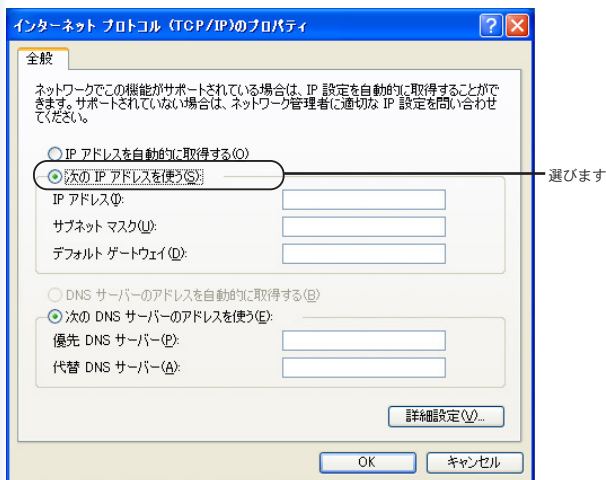 インターネット プロトコル (TCP/IP)のプロパティ
全般
ネットワークでこの機能がサポートされている場合は、IP 設定を自動的に取得することがで
きます。サポートされていない場合は、ネットワーク管理者に適切な IP 設定を問い合わせ
てください。
IP アドレスを自動的に取得する(O)
次の IP アドレスを使う(S):
選びます
IP アドレス(I):
サブネット マスク(U):
デフォルト ゲートウェイ(D):
DNS サーバーのアドレスを自動的に取得する(B)
次の DNS サーバーのアドレスを使う(E):
優先 DNS サーバー(P):
代替 DNS サーバー(A):
詳細設定(V)...
OK
キャンセル